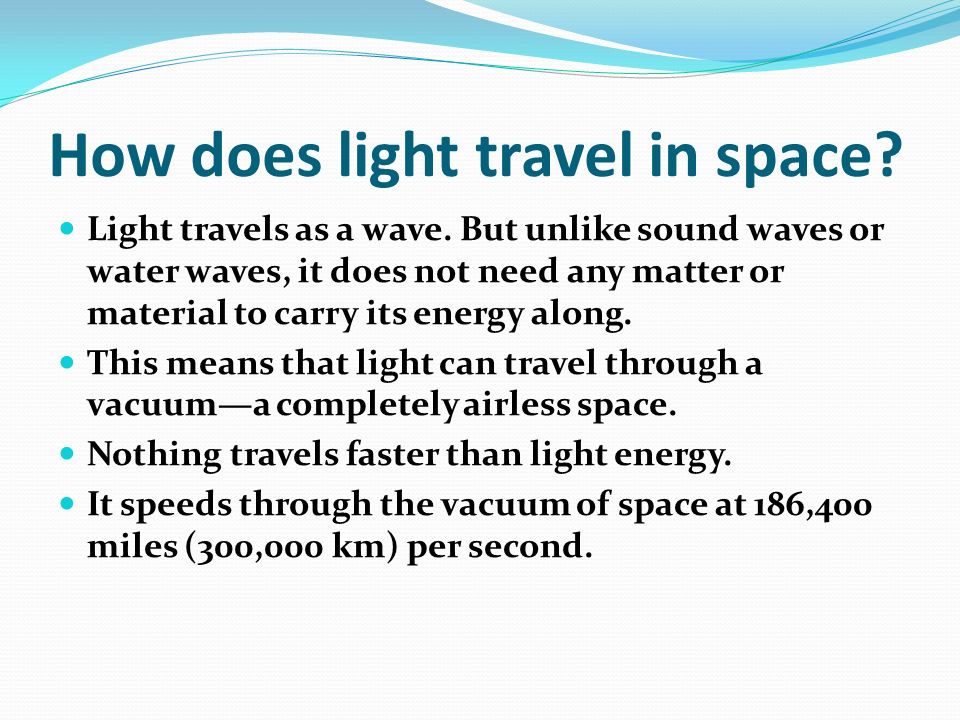 How does light travel in space?
Light travels as a wave. But unlike sound waves or
water waves, it does not need any matter or
material to carry its energy along.
This means that light can travel through a
vacuum—a completely airless space.
Nothing travels faster than light energy.
It speeds through the vacuum of space at 186,400
miles (300,000 km) per second.